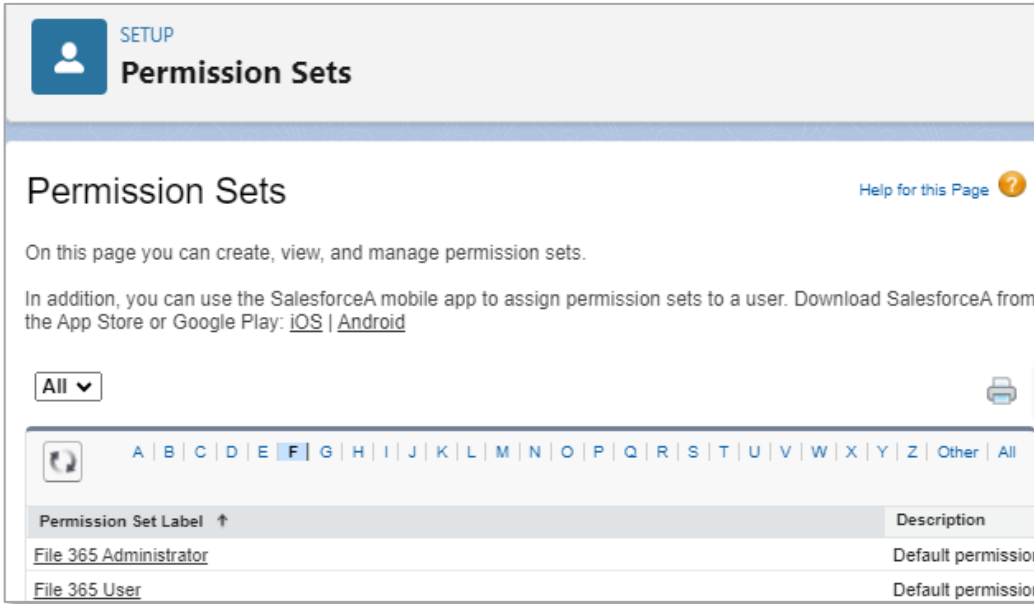 SETUP
Permission Sets
Permission Sets
Help for this Page ?
On this page you can create, view, and manage permission sets.
In addition, you can use the SalesforceA mobile app to assign permission sets to a user. Download SalesforceA from
the App Store or Google Play: iOS | Android
All
A | B | C | D | E | F | G | H | I | J | K | L | M | N | O | P | Q | R | S | T | U | V | W | X | Y | Z | Other | All
Permission Set Label ↑ Description
File 365 Administrator Default permission
File 365 User Default permission